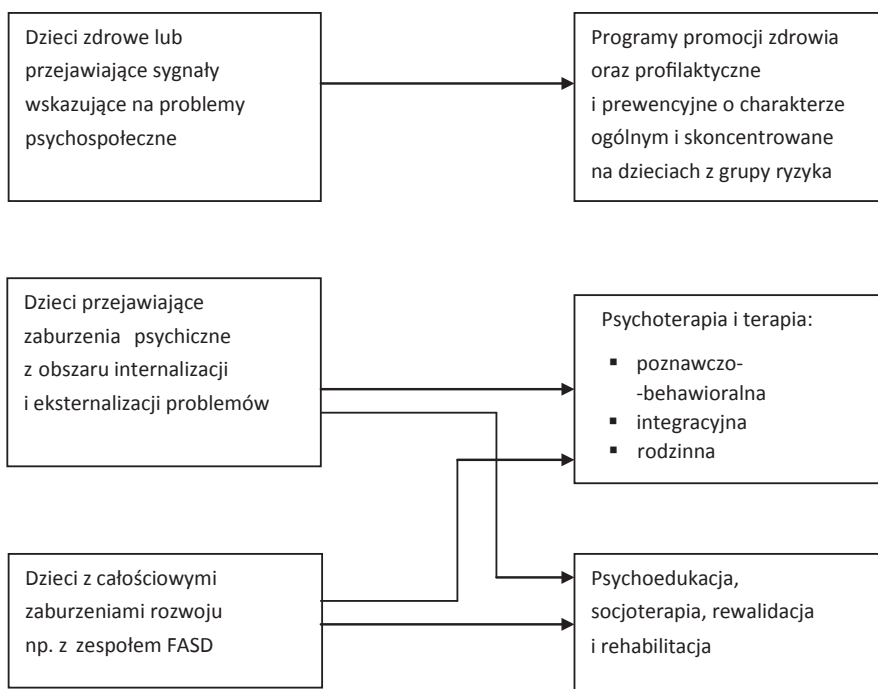 Dzieci zdrowe lub
przejawiające sygnały
wskazujące na problemy
psychospołeczne
Programy promocji zdrowia
oraz profilaktyczne
i prewencyjne o charakterze
ogólnym i skoncentrowane
na dzieciach z grupy ryzyka
Dzieci przejawiające
zaburzenia psychiczne
z obszaru internalizacji
i eksternalizacji problemów
Psychoterapia i terapia:
▪ poznawczo-
-behawioralna
▪ integracyjna
▪ rodzinna
Dzieci z całościowymi
zaburzeniami rozwoju
np. z zespołem FASD
Psychoedukacja,
socjoterapia, rewalidacja
i rehabilitacja